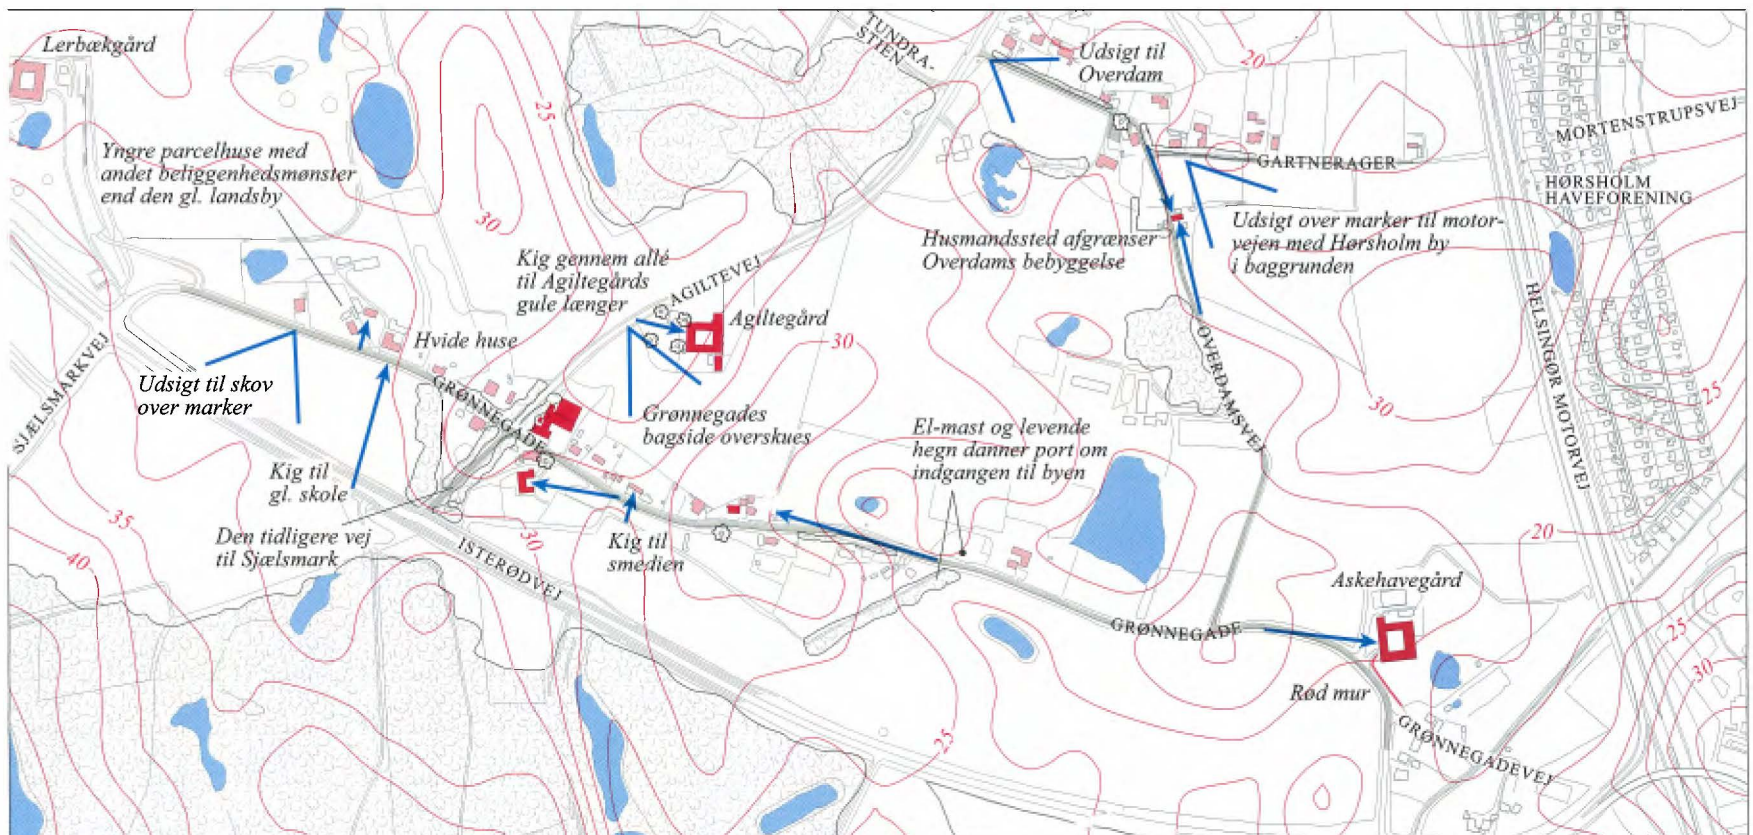 Lerbækgård
TUNDRA-
STIEN
Udsigt til
Overdam
20
25
MORTENSTRUPSVEJ
Yngre parcelhuse med
andet beliggenhedsmønster
end den gl. landsby
GARTNERAGER
HØRSHOLM
HAVEFORENING
30
Husmandssted afgrænser
Overdams bebyggelse
Udsigt over marker til motor-
vejen med Hørsholm by
i baggrunden
Kig gennem allé
til Agiltegårds
gule længer
AGILTEVEJ
Agiltegård
HELSINGØR MOTORVEJ
Hvide huse
30
OVERDAMSVEJ
SJÆLSMARKVEJ
Udsigt til skov
over marker
GRØNNEGADE
Grønnegades
bagside overskues
30
25
El-mast og levende
hegn danner port om
indgangen til byen
Kig til
gl. skole
35
Den tidligere vej
til Sjælsmark
30
Kig til
smedien
20
40
ISTERØDVEJ
Askehavegård
GRØNNEGADE
25
30
Rød mur
25
GRØNNEGADEVEJ